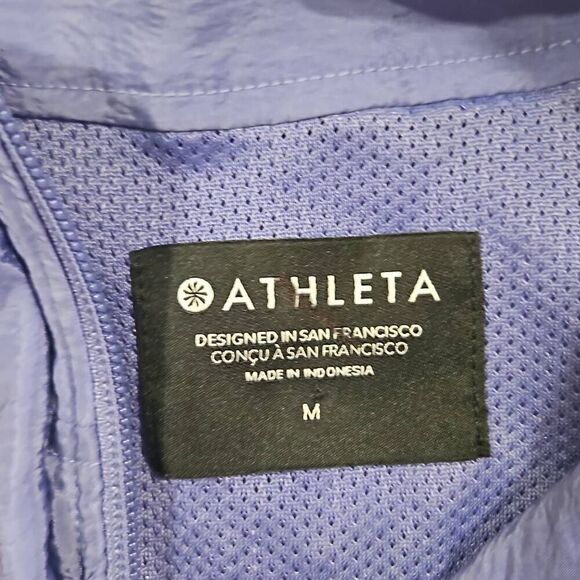 ATHLETA
DESIGNED IN SAN FRANCISCO
CONÇU À SAN FRANCISCO
MADE IN INDONESIA
M